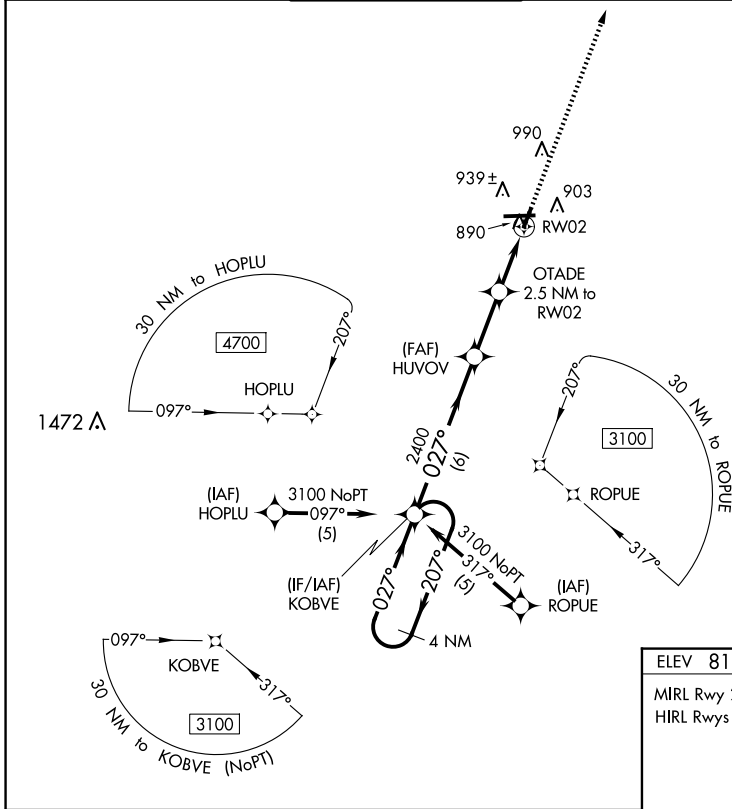 990
939±
903
890
RW02
OTADE
2.5 NM to
RW02
(FAF)
HUVOV
30 NM to HOPLU
4700
207°
HOPLU
097°
1472
2400
027°
(6)
207°
30 NM to ROPUE
3100
ROPUE
317°
(IAF)
HOPLU
3100 NoPT
097°
(5)
(IF/IAF)
KOBVE
027°
207°
3100 NoPT
317°
(5)
(IAF)
ROPUE
4 NM
097°
KOBVE
317°
3100
30 NM to KOBVE (NoPT)
ELEV 81
MIRL Rwy
HIRL Rwys